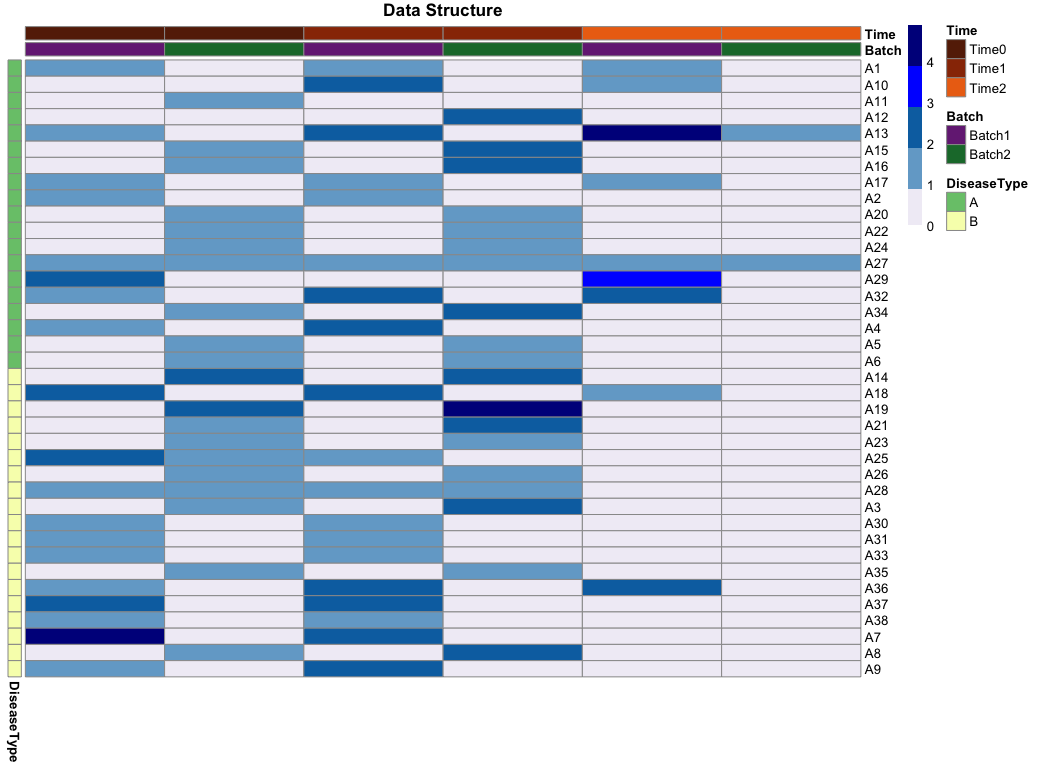 Data Structure
Time
Batch
A1
A10
A11
A12
A13
A15
A16
A17
A2
A20
A22
A24
A27
A29
A32
A34
A4
A5
A6
A14
A18
A19
A21
A23
A25
A26
A28
A3
A30
A31
A33
A35
A36
A37
A38
A7
A8
A9
DiseaseType
4
3
2
1
0
Time
Time0
Time1
Time2
Batch
Batch1
Batch2
DiseaseType
A
B